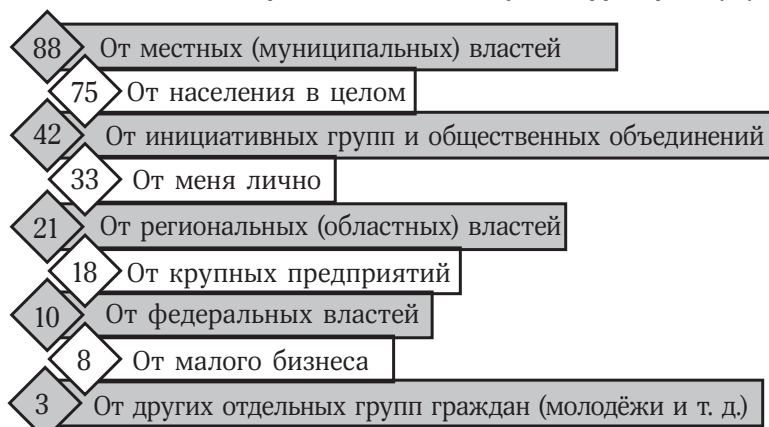 88 От местных (муниципальных) властей
75 От населения в целом
42 От инициативных групп и общественных объединений
33 От меня лично
21 От региональных (областных) властей
18 От крупных предприятий
10 От федеральных властей
8 От малого бизнеса
3 От других отдельных групп граждан (молодёжи и т. д.)